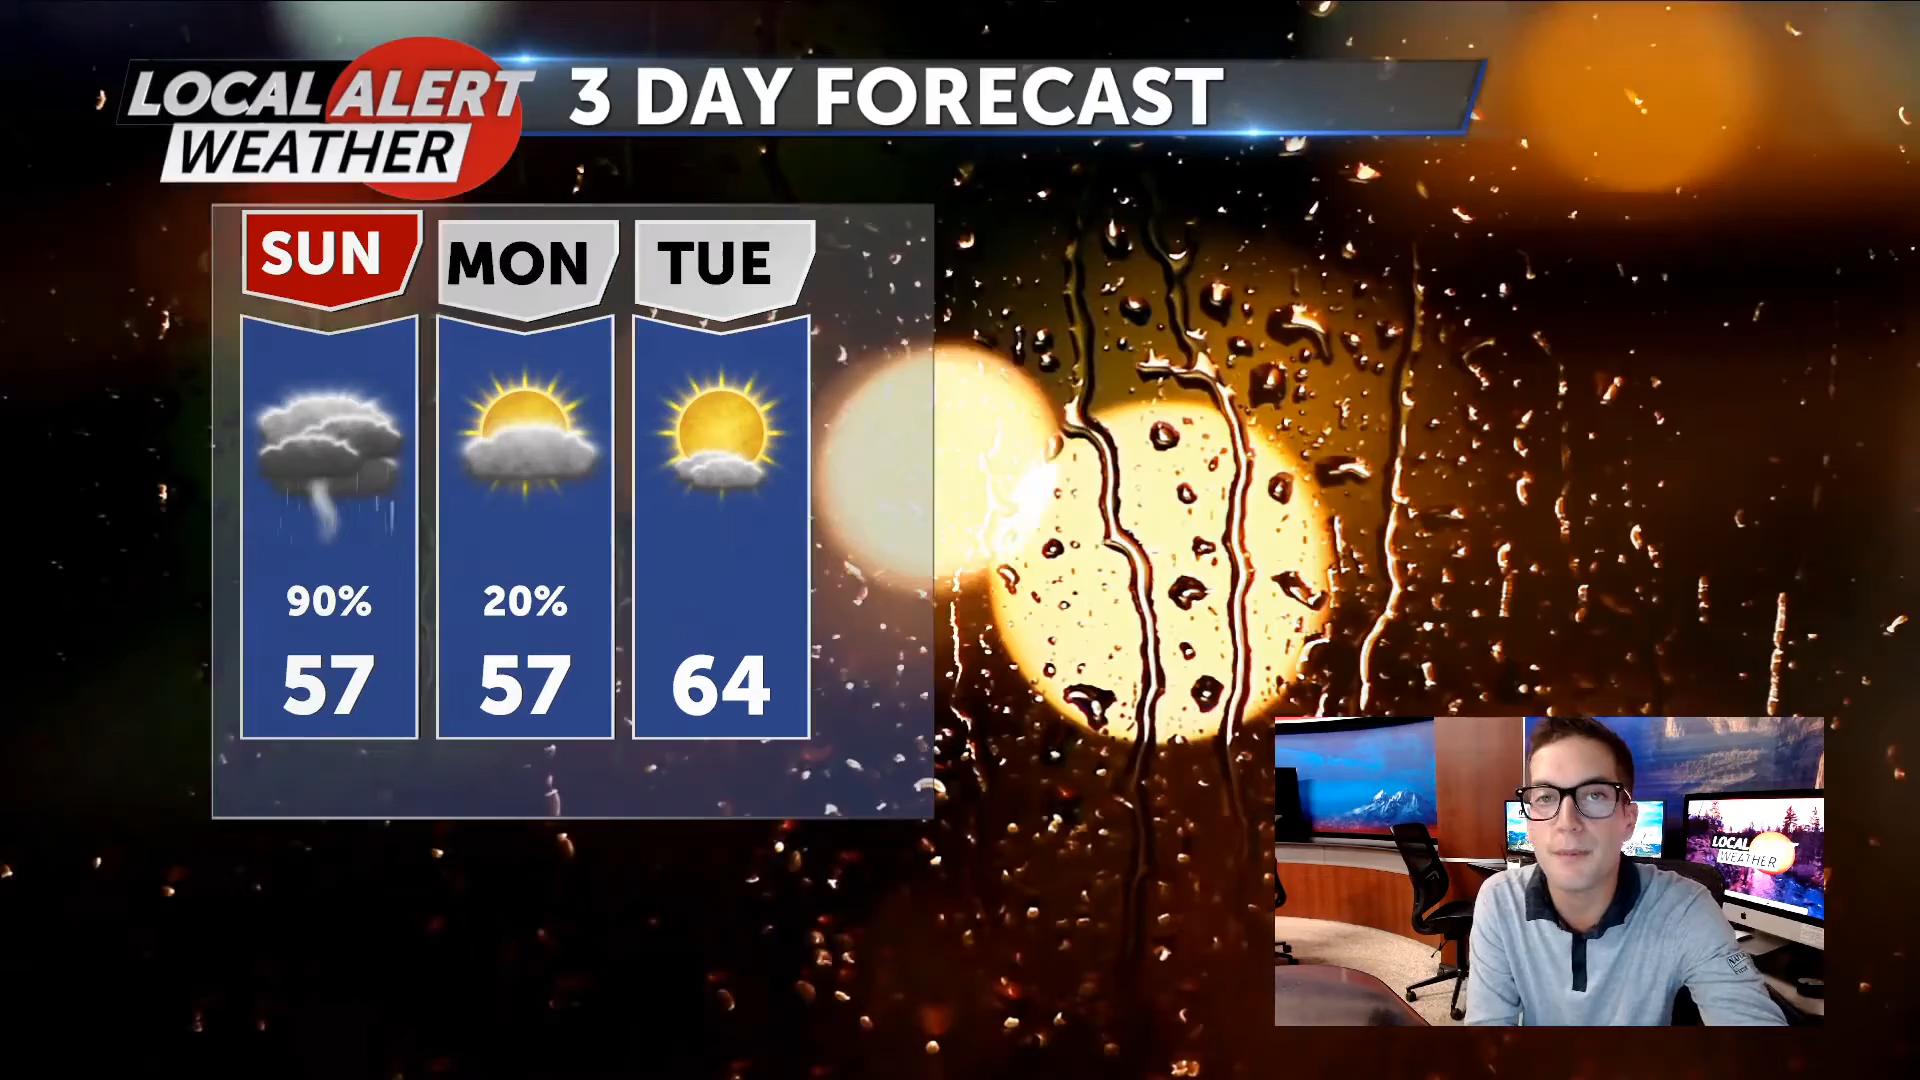 LOCAL ALERT
WEATHER
3 DAY FORECAST
SUN
MON
TUE
90%
20%
57
57
64
LOCAL
WEATHER